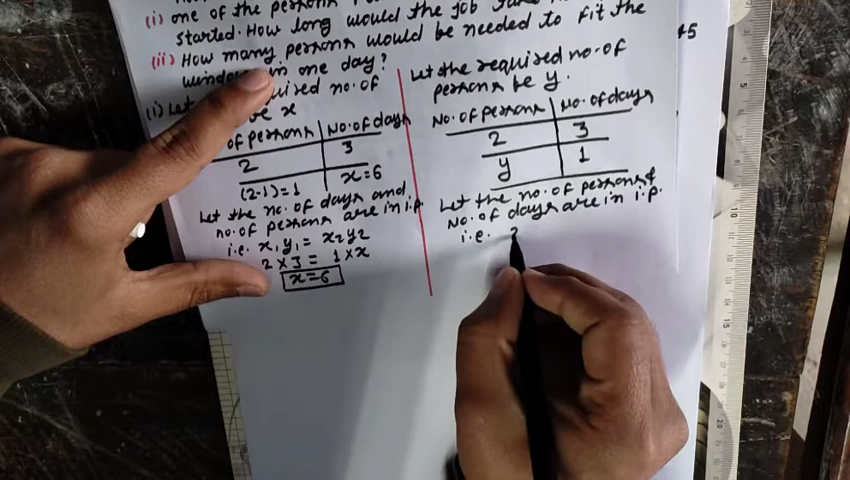 (i) one of the persons
started. How long would the job
(ii) How many persons would be needed to fit the
window in one day?
(i) Let required no. of
be x
of persons No. of days
2 3
(2-1)=1 x=6
Let the no. of days and
no. of persons are in i.p.
i.e. x₁y₁ = x₂y₂
2 x 3 = 1 x x
x=6
Let the required no. of
persons be y.
No. of persons No. of days
2 3
y 1
Let the no. of persons &
No. of days are in i.p.
i.e.
15